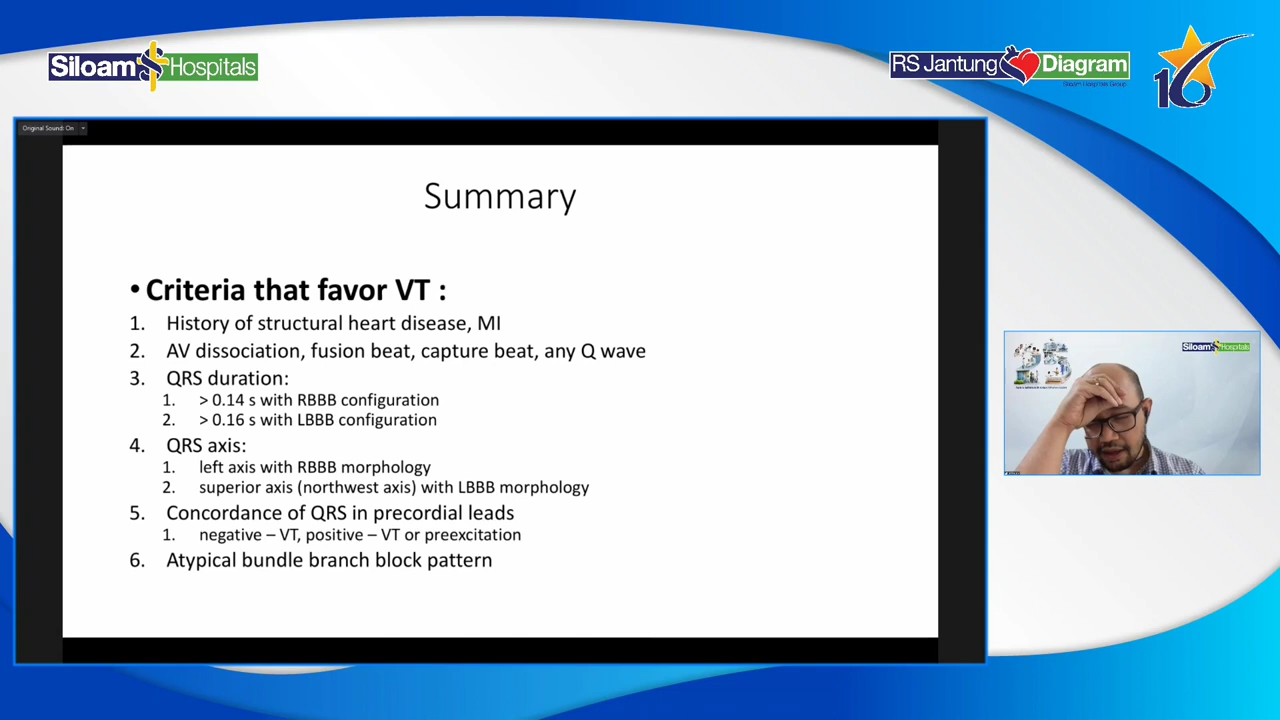 Siloam Hospitals
RS Jantung Diagram
Siloam Hospitals Group
16
Original Sound: On
Summary
• Criteria that favor VT :
1. History of structural heart disease, MI
2. AV dissociation, fusion beat, capture beat, any Q wave
3. QRS duration:
1. > 0.14 s with RBBB configuration
2. > 0.16 s with LBBB configuration
4. QRS axis:
1. left axis with RBBB morphology
2. superior axis (northwest axis) with LBBB morphology
5. Concordance of QRS in precordial leads
1. negative – VT, positive – VT or preexcitation
6. Atypical bundle branch block pattern
Siloam Hospitals